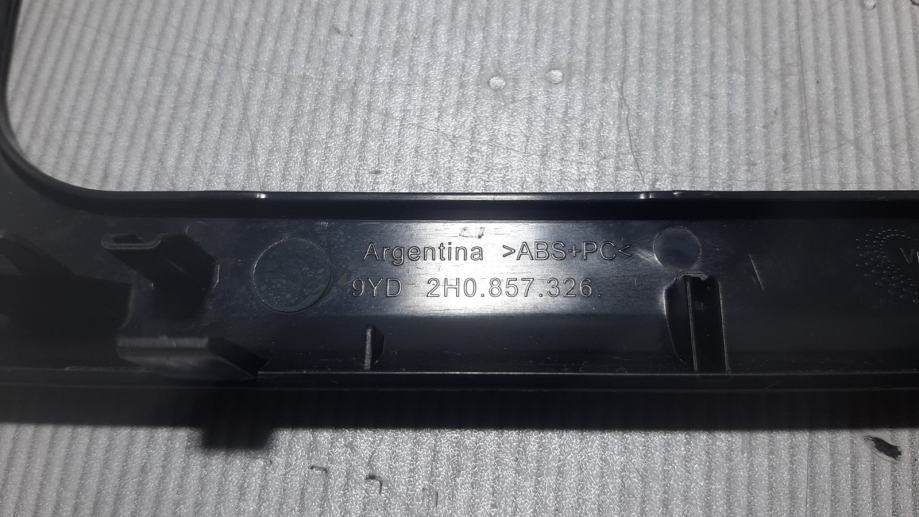 Argentina >ABS+PC<
9YD 2H0.857.326.